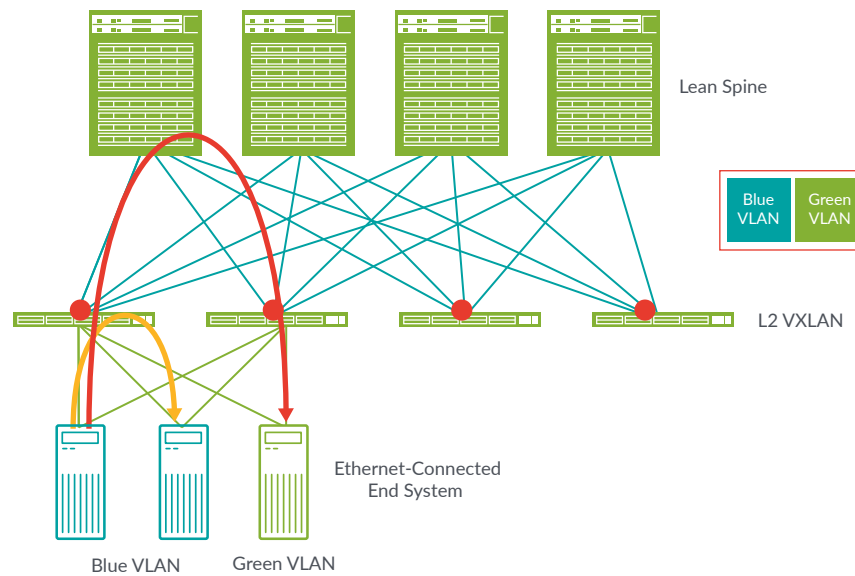 Lean Spine
Blue
VLAN
Green
VLAN
L2 VXLAN
Ethernet-Connected
End System
Blue VLAN
Green VLAN